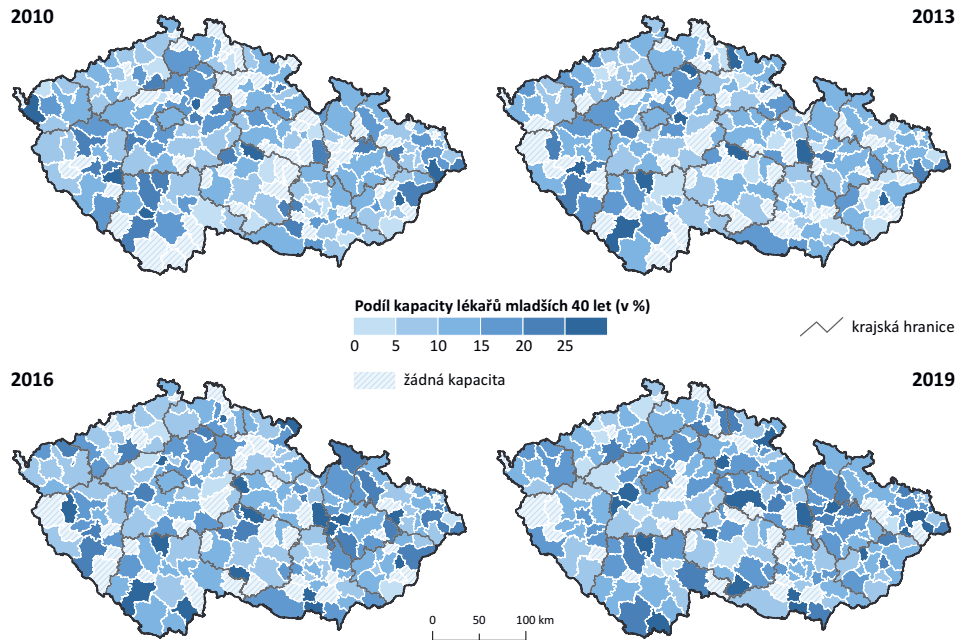 2010
2013
Podíl kapacity lékařů mladších 40 let (v %)
0 5 10 15 20 25
krajská hranice
žádná kapacita
2016
2019
0 50 100 km